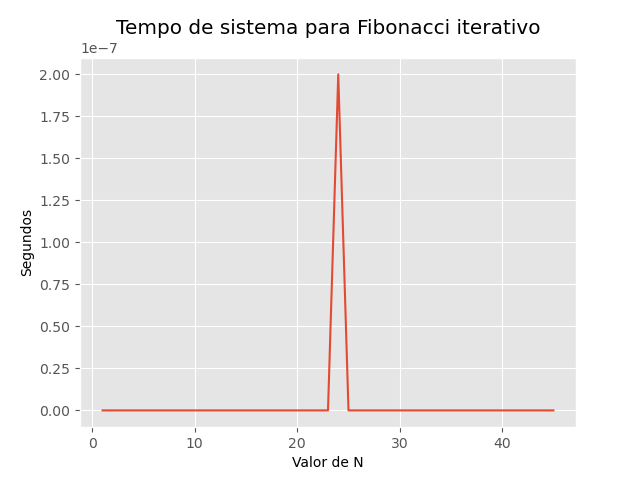 Tempo de sistema para Fibonacci iterativo
1e−7
2.00
1.75
1.50
1.25
1.00
0.75
0.50
0.25
0.00
Segundos
0 10 20 30 40
Valor de N